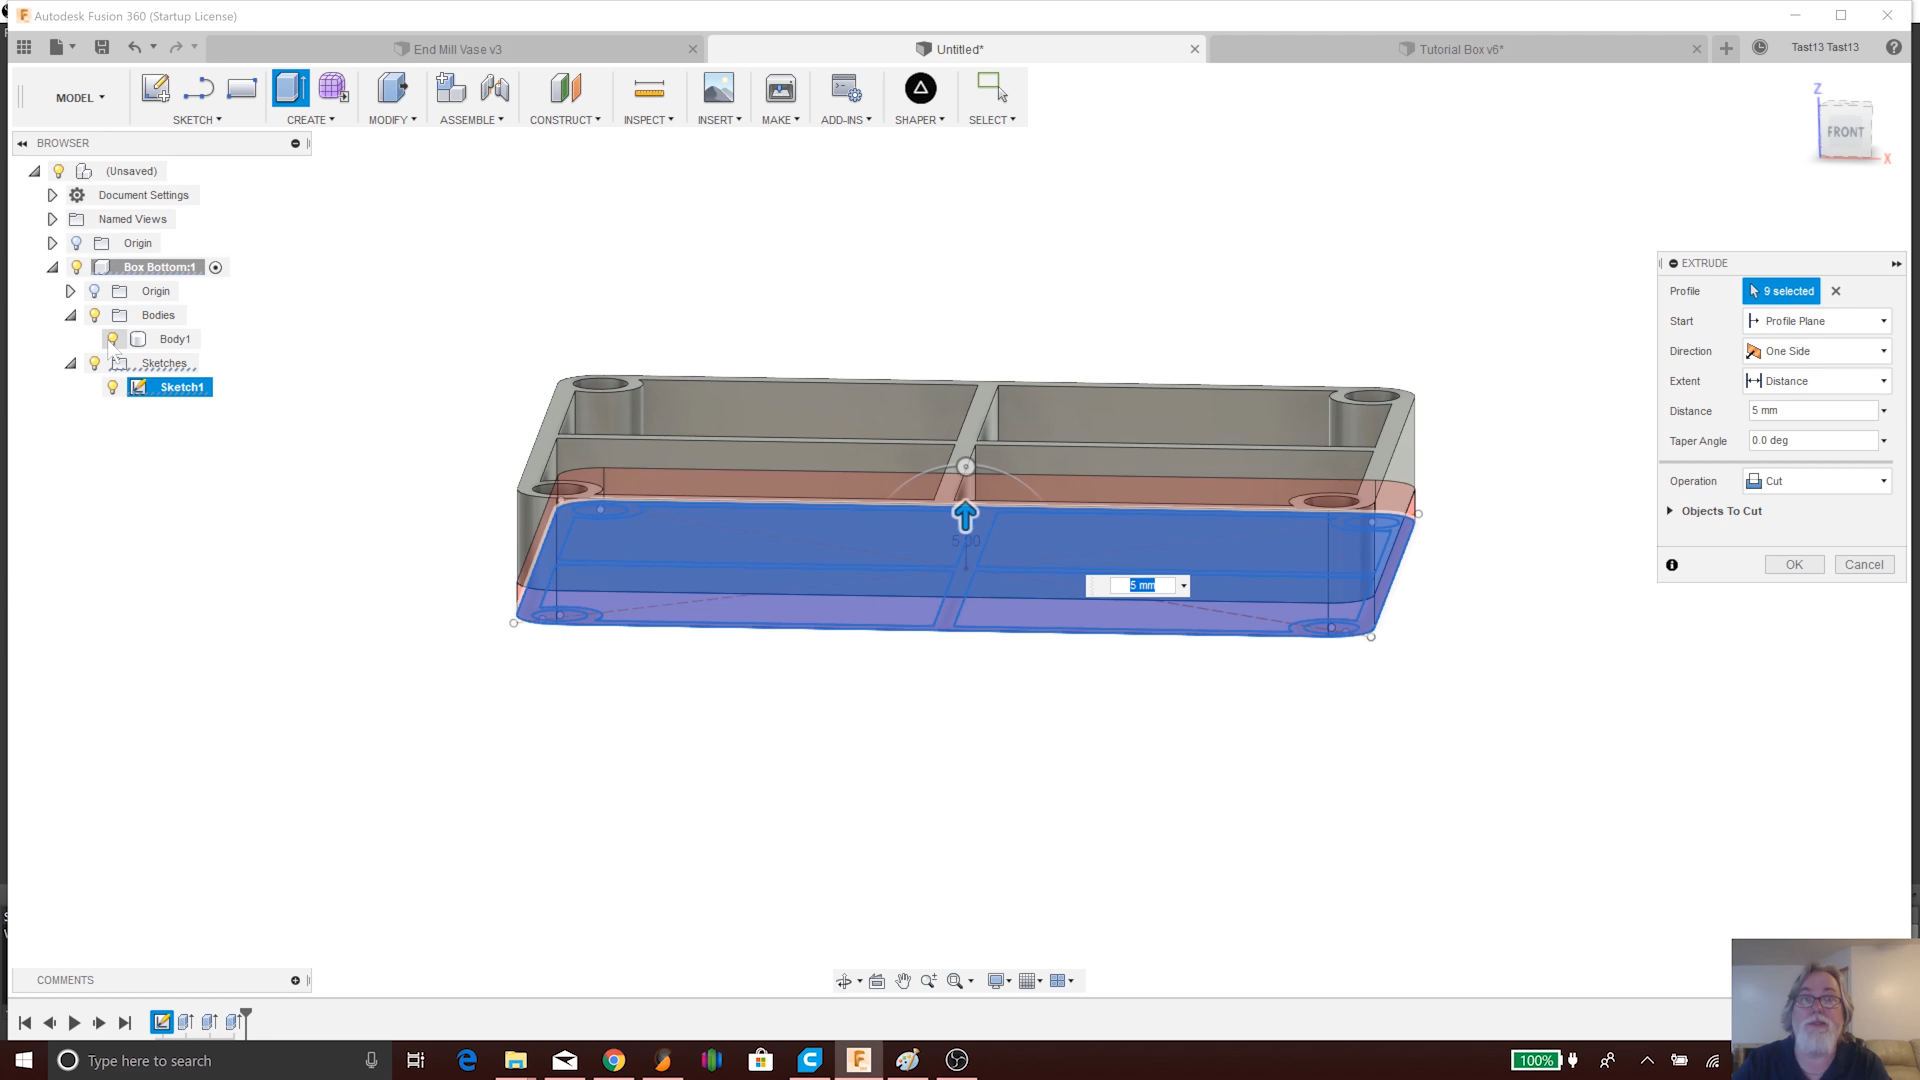 Autodesk Fusion 360 (Startup License)
End Mill Vase v3
Untitled*
Tutorial Box v6*
Tast13 Tast13
MODEL
SKETCH
CREATE
MODIFY
ASSEMBLE
CONSTRUCT
INSPECT
INSERT
MAKE
ADD-INS
SHAPER
SELECT
BROWSER
(Unsaved)
Document Settings
Named Views
Origin
Box Bottom:1
Origin
Bodies
Body1
Sketches
Sketch1
Z
FRONT
X
EXTRUDE
Profile 9 selected
Start Profile Plane
Direction One Side
Extent Distance
Distance 5 mm
Taper Angle 0.0 deg
Operation Cut
Objects To Cut
OK Cancel
5.00
5 mm
COMMENTS
Type here to search
100%